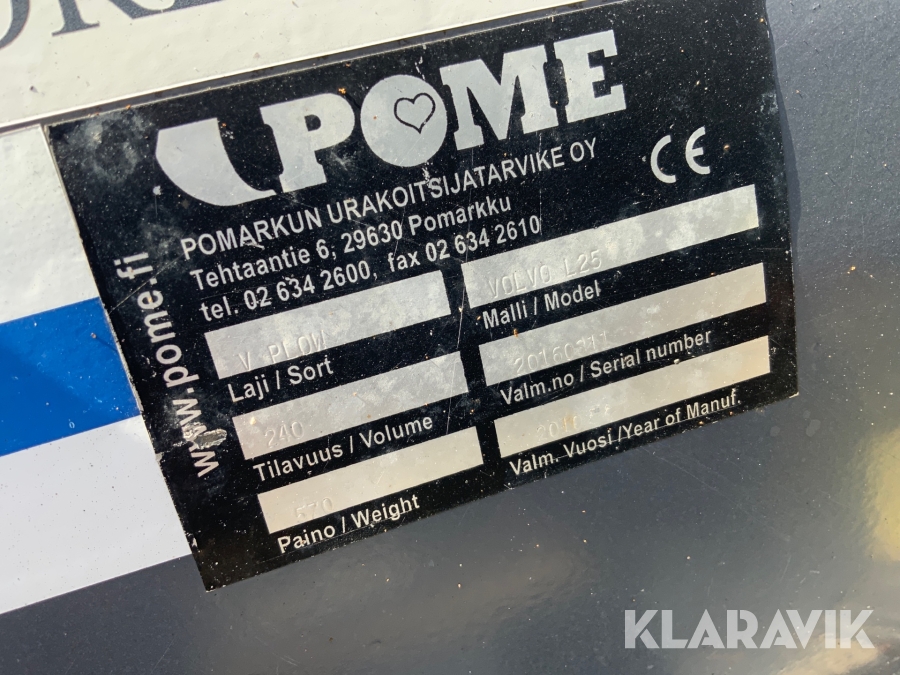 POME
CE
POMARKUN URAKOITSIJATARVIKE OY
Tehtaantie 6, 29630 Pomarkku
tel. 02 634 2600, fax 02 634 2610
www.pome.fi
V PLOW
Laji / Sort
VOLVO L25
Malli / Model
240
Tilavuus / Volume
Valm.no / Serial number
570
Paino / Weight
2016
Valm. Vuosi /Year of Manuf.
KLARAVIK